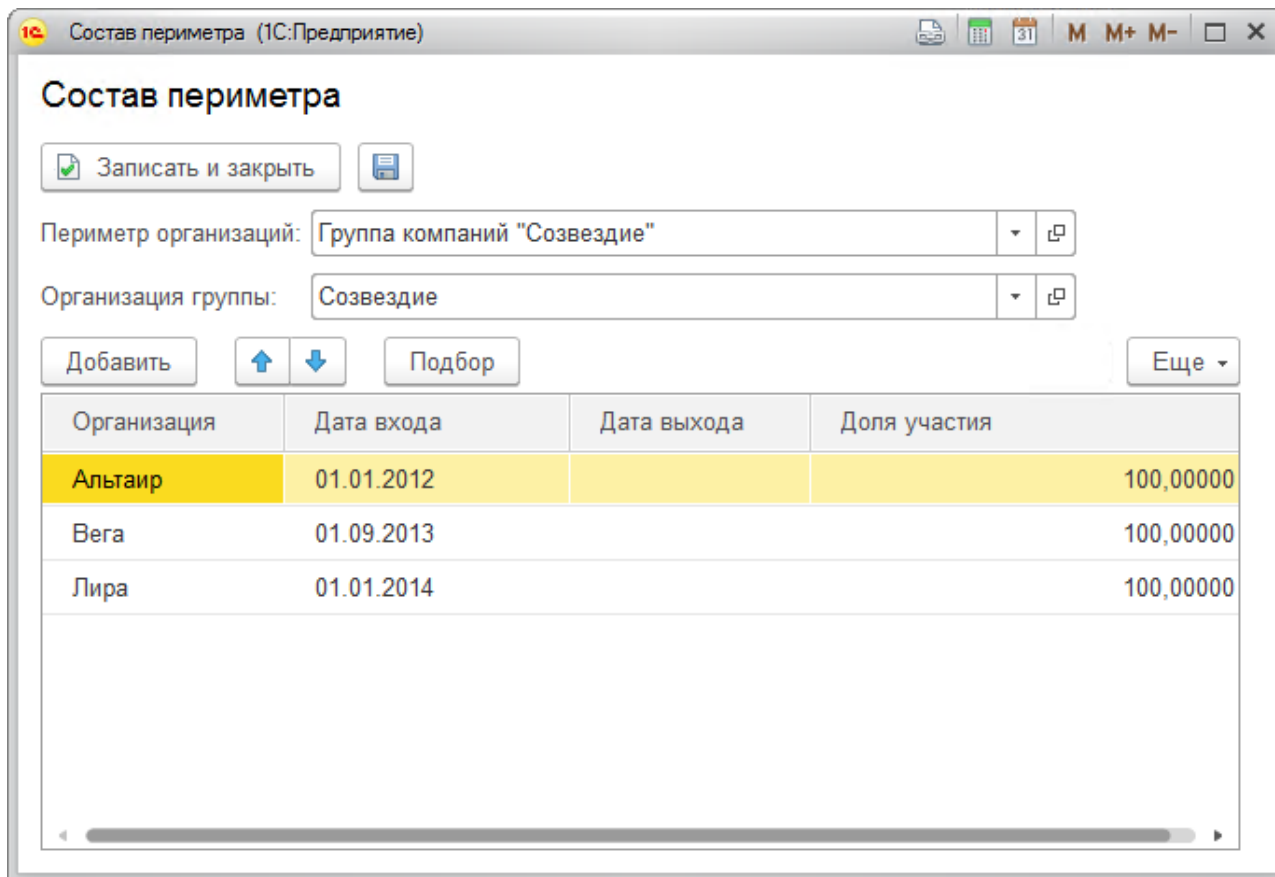 1С Состав периметра (1С:Предприятие) 31 M M+ M-
Состав периметра
Записать и закрыть
Периметр организаций: Группа компаний "Созвездие"
Организация группы: Созвездие
Добавить Подбор Еще
Организация Дата входа Дата выхода Доля участия
Альтаир 01.01.2012 100,00000
Вега 01.09.2013 100,00000
Лира 01.01.2014 100,00000